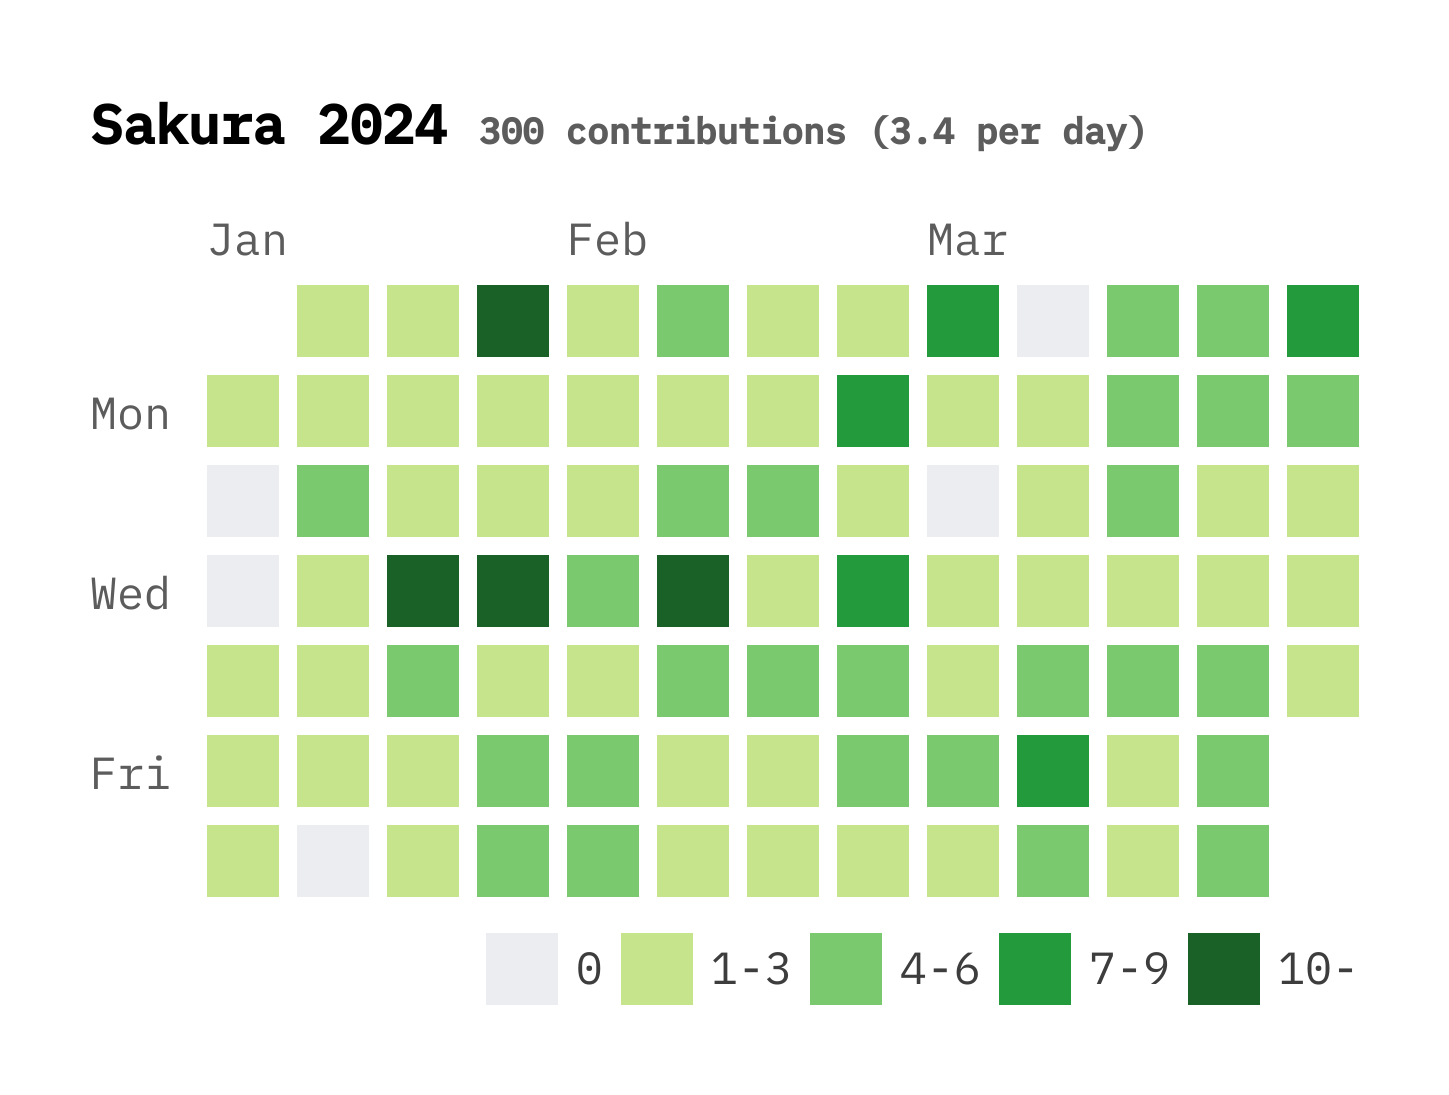 Sakura 2024 300 contributions (3.4 per day)
Jan Feb Mar
Mon
Wed
Fri
0 1-3 4-6 7-9 10-